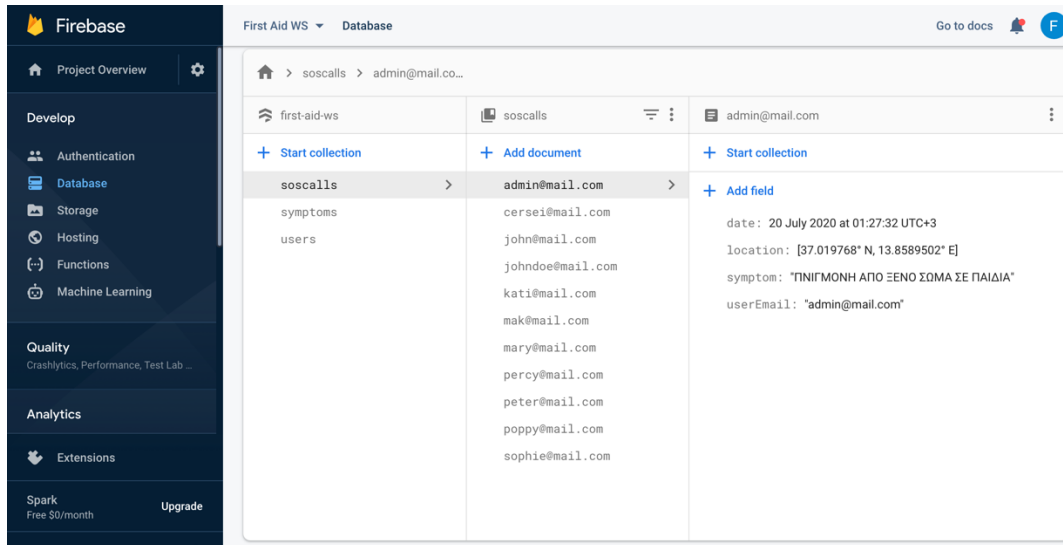 Firebase
First Aid WS
Database
Go to docs
F
Project Overview
soscalls
admin@mail.co...
Develop
Authentication
Database
Storage
Hosting
Functions
Machine Learning
Quality
Crashlytics, Performance, Test Lab ...
Analytics
Extensions
Spark
Free $0/month
Upgrade
first-aid-ws
Start collection
soscalls
symptoms
users
soscalls
Add document
admin@mail.com
cersei@mail.com
john@mail.com
johndoe@mail.com
kati@mail.com
mak@mail.com
mary@mail.com
percy@mail.com
peter@mail.com
poppy@mail.com
sophie@mail.com
admin@mail.com
Start collection
Add field
date: 20 July 2020 at 01:27:32 UTC+3
location: [37.019768° N, 13.8589502° E]
symptom: "ΠΝΙΓΜΟΝΗ ΑΠΟ ΞΕΝΟ ΣΩΜΑ ΣΕ ΠΑΙΔΙΑ"
userEmail: "admin@mail.com"